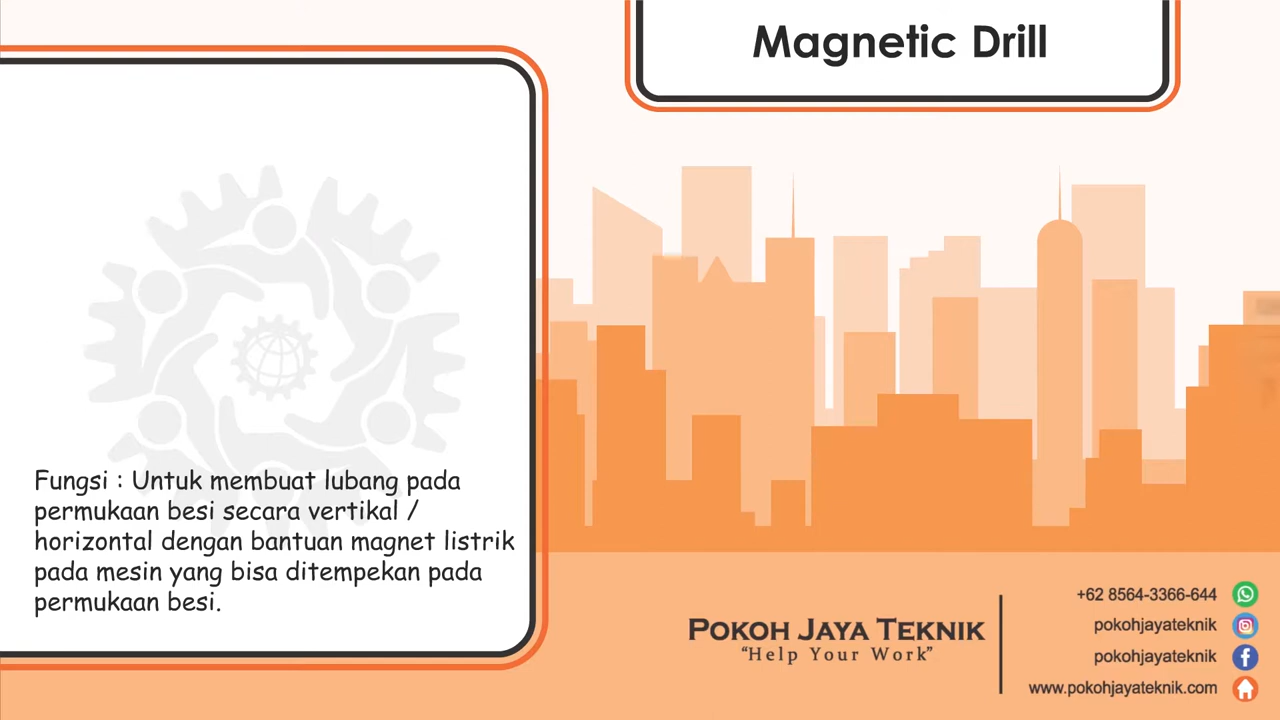 Magnetic Drill
Fungsi : Untuk membuat lubang pada
permukaan besi secara vertikal /
horizontal dengan bantuan magnet listrik
pada mesin yang bisa ditempekan pada
permukaan besi.
POKOH JAYA TEKNIK
“Help Your Work”
+62 8564-3366-644
pokohjayateknik
pokohjayateknik
www.pokohjayateknik.com